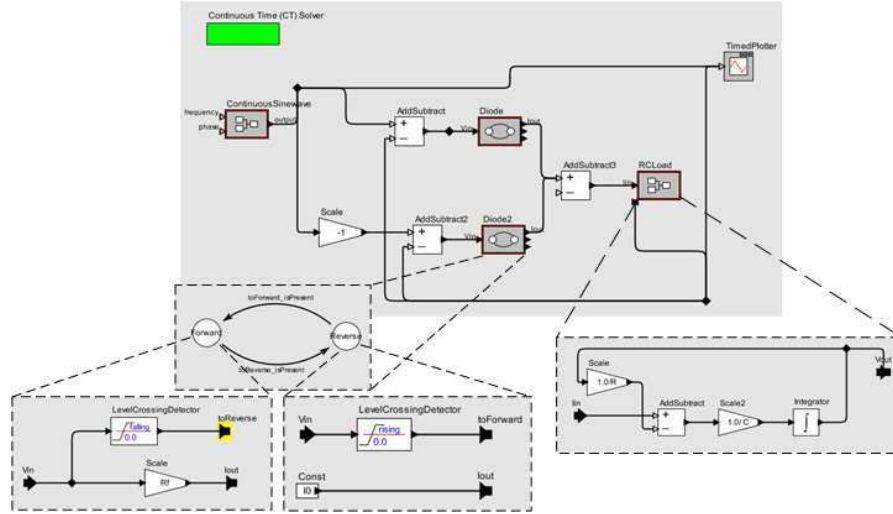 Continuous Time (CT) Solver
TimedPlotter
ContinuousSinewave
frequency
phase
output
AddSubtract
+
−
Diode
Vin
Iout
AddSubtract3
+
−
RCLoad
Iin
Scale
-1
AddSubtract2
+
−
Diode2
Vin
Iout
toForward_isPresent
Forward
Reverse
toReverse_isPresent
LevelCrossingDetector
falling
0.0
toReverse
Vin
Scale
Rf
Iout
LevelCrossingDetector
Vin
rising
0.0
toForward
Const
I0
Iout
Scale
1.0/R
Vout
Iin
AddSubtract
+
−
Scale2
1.0/ C
Integrator
∫